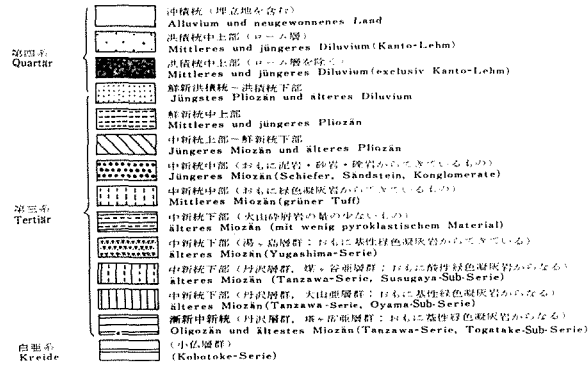 沖積統（埋立地を含む）
Alluvium und neugewonnenes Land
第四系
Quartär
洪積統中上部（ローム層）
Mittleres und jüngeres Diluvium(Kanto-Lehm)
洪積統中上部（ローム層を除く）
Mittleres und jüngeres Diluvium(exclusiv Kanto-Lehm)
鮮新洪積統～洪積統下部
Jüngstes Pliozän und älteres Diluvium
鮮新統中上部
Mittleres und jüngeres Pliozän
中新統上部～鮮新統下部
Jüngeres Miozän und älteres Pliozän
中新統中部（おもに泥岩・砂岩・礫岩からできているもの）
Jüngeres Miozän(Schiefer, Sandstein, Konglomerate)
中新統中部（おもに緑色凝灰岩からできているもの）
Mittleres Miozän(grüner Tuff)
第三系
Tertiär
中新統下部（火山砕屑岩の量の少ないもの）
älteres Miozän (mit wenig pyroklastischem Material)
中新統下部（湯ヶ島層群：おもに基性緑色凝灰岩からできている）
älteres Miozän(Yugashima-Serie)
中新統下部（丹沢層群，煤ヶ谷亜層群：おもに酸性緑色凝灰岩からなる）
älteres Miozän (Tanzawa-Serie, Susugaya-Sub-Serie)
中新統下部（丹沢層群，大山亜層群：おもに基性緑色凝灰岩からなる）
älteres Miozän(Tanzawa-Serie, Oyama-Sub-Serie)
漸新中新統（丹沢層群，塔ヶ岳亜層群：おもに基性緑色凝灰岩からなる）
Oligozän und ältestes Miozän(Tanzawa-Serie, Togatake-Sub-Serie)
白亜系
Kreide
（小仏層群）
(Kobotoke-Serie)